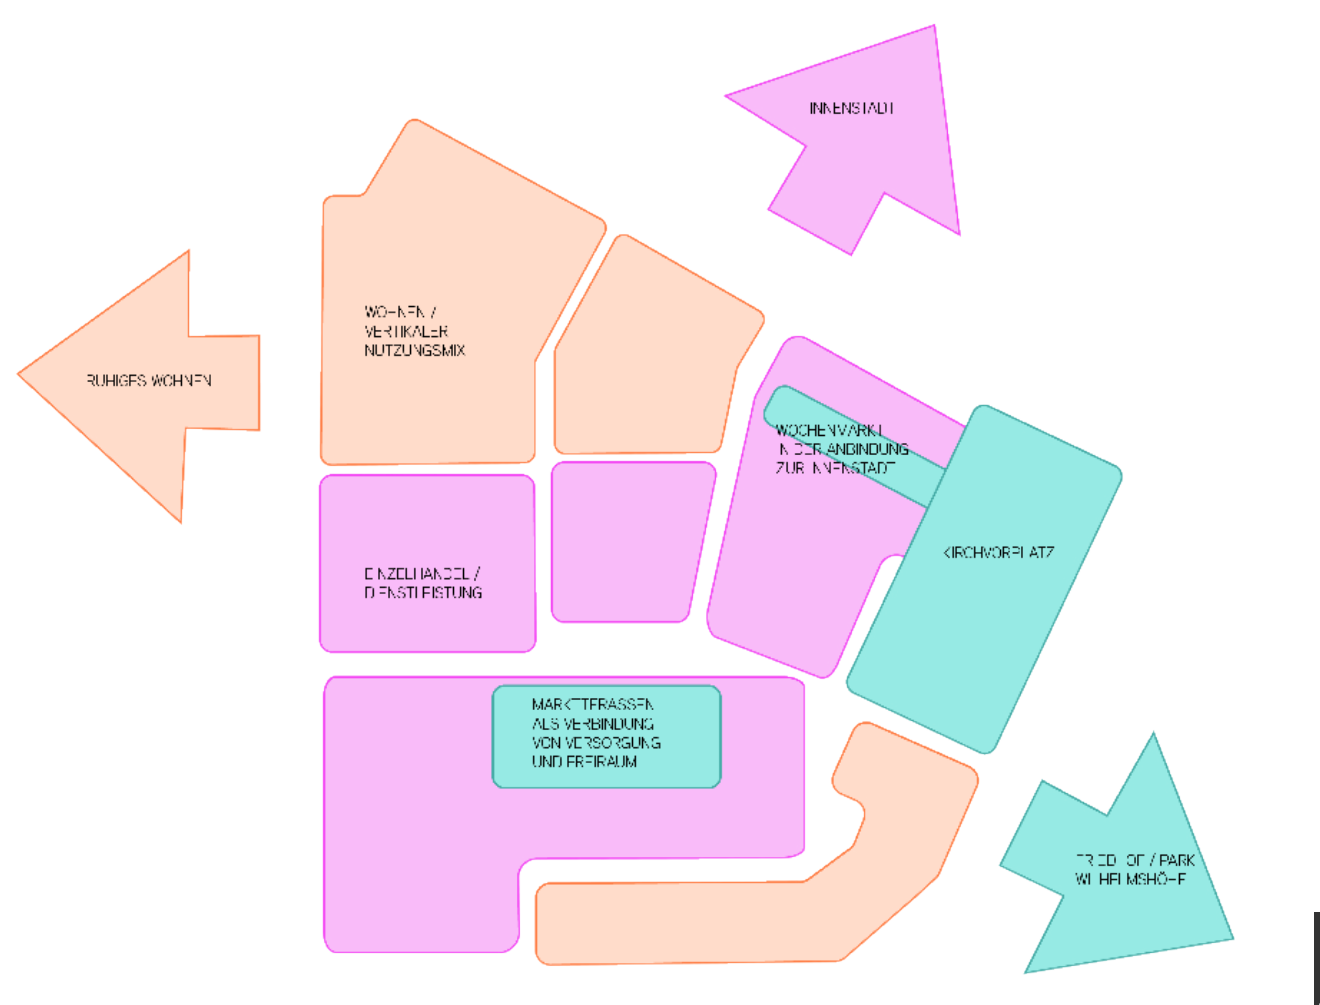 INNENSTADT
WOHNEN /
VERTIKALER
NUTZUNGSMIX
RUHIGES WOHNEN
WOCHENMARKT
IN DER ANBINDUNG
ZUR INNENSTADT
KIRCHVORPLATZ
EINZELHANDEL /
DIENSTLEISTUNG
MARKTTERASSEN
ALS VERBINDUNG
VON VERSORGUNG
UND FREIRAUM
FRIEDHOF / PARK
WILHELMSHÖHE